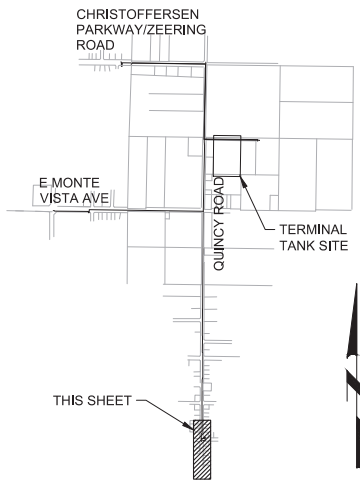 CHRISTOFFERSEN
PARKWAY/ZEERING
ROAD
E MONTE
VISTA AVE
QUINCY ROAD
TERMINAL
TANK SITE
THIS SHEET